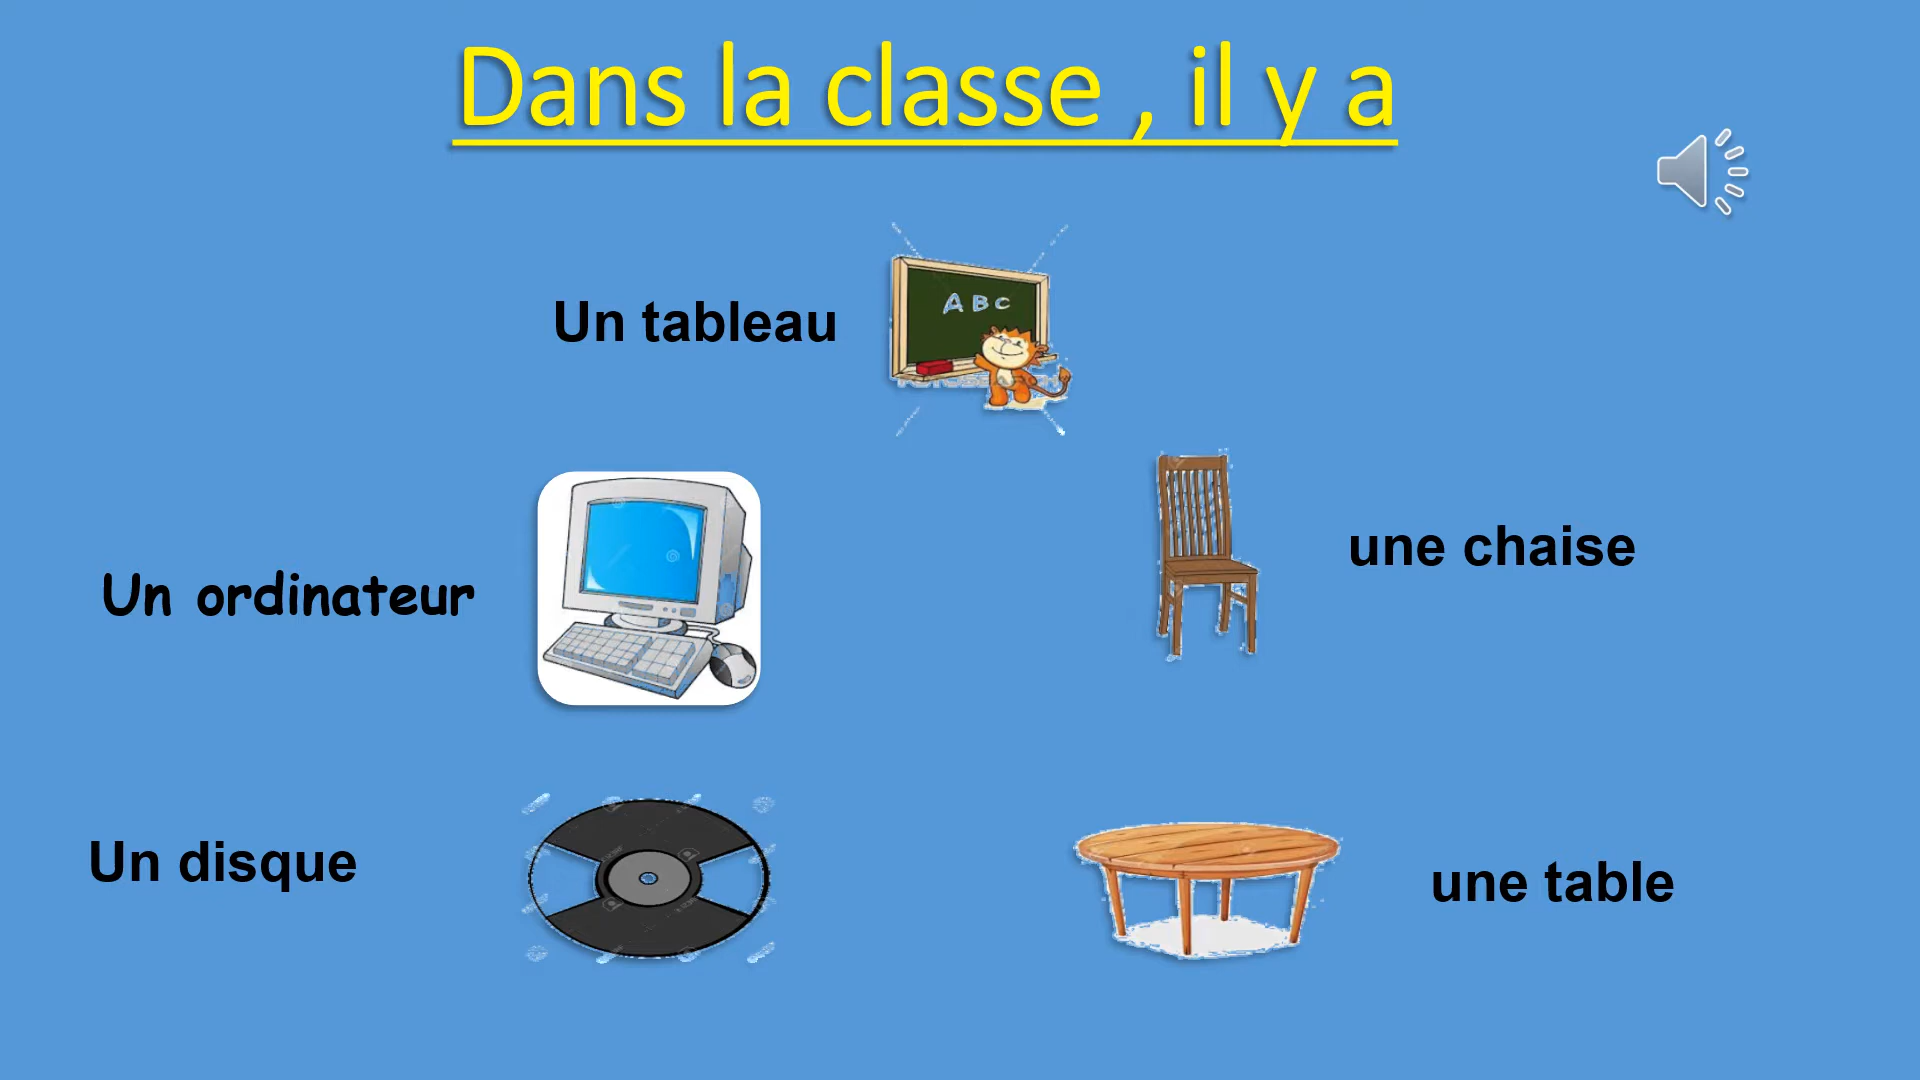 Dans la classe , il y a
Un tableau
A B C
une chaise
Un ordinateur
Un disque
une table